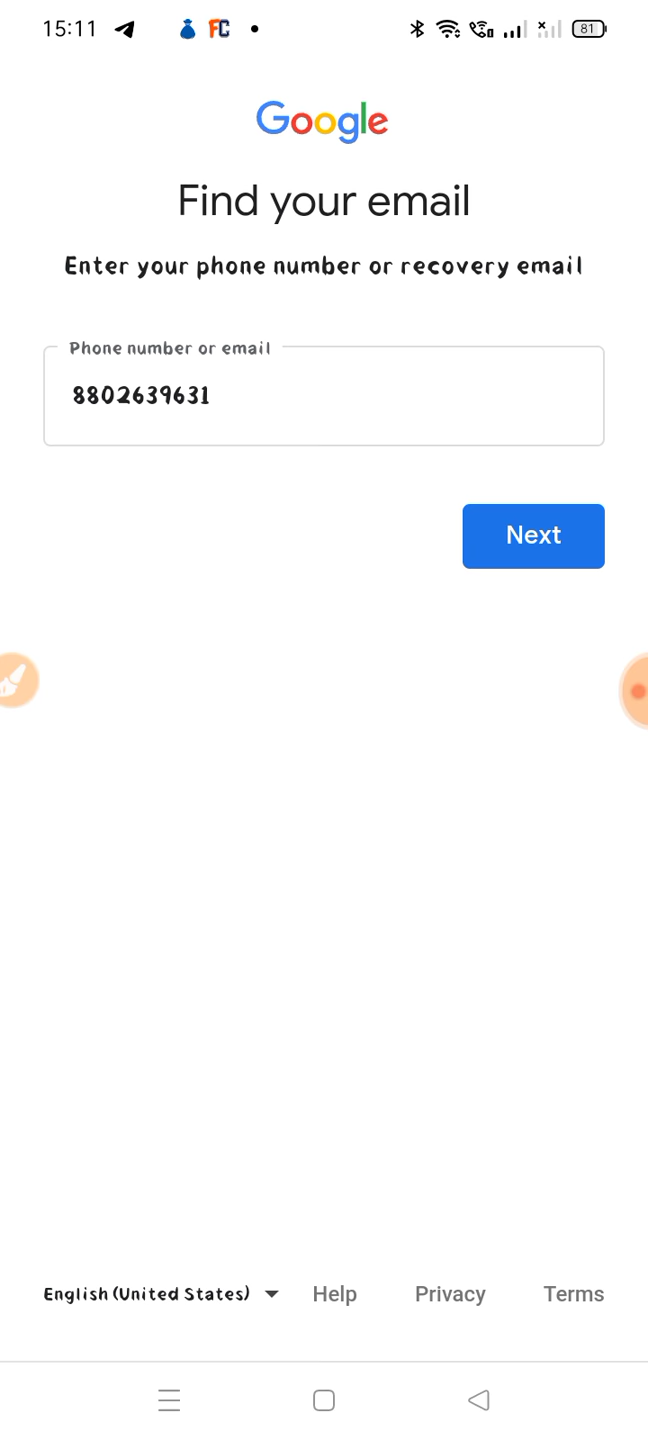 15:11 FC 81
Google
Find your email
Enter your phone number or recovery email
Phone number or email
8802639631
Next
English (United States) Help Privacy Terms